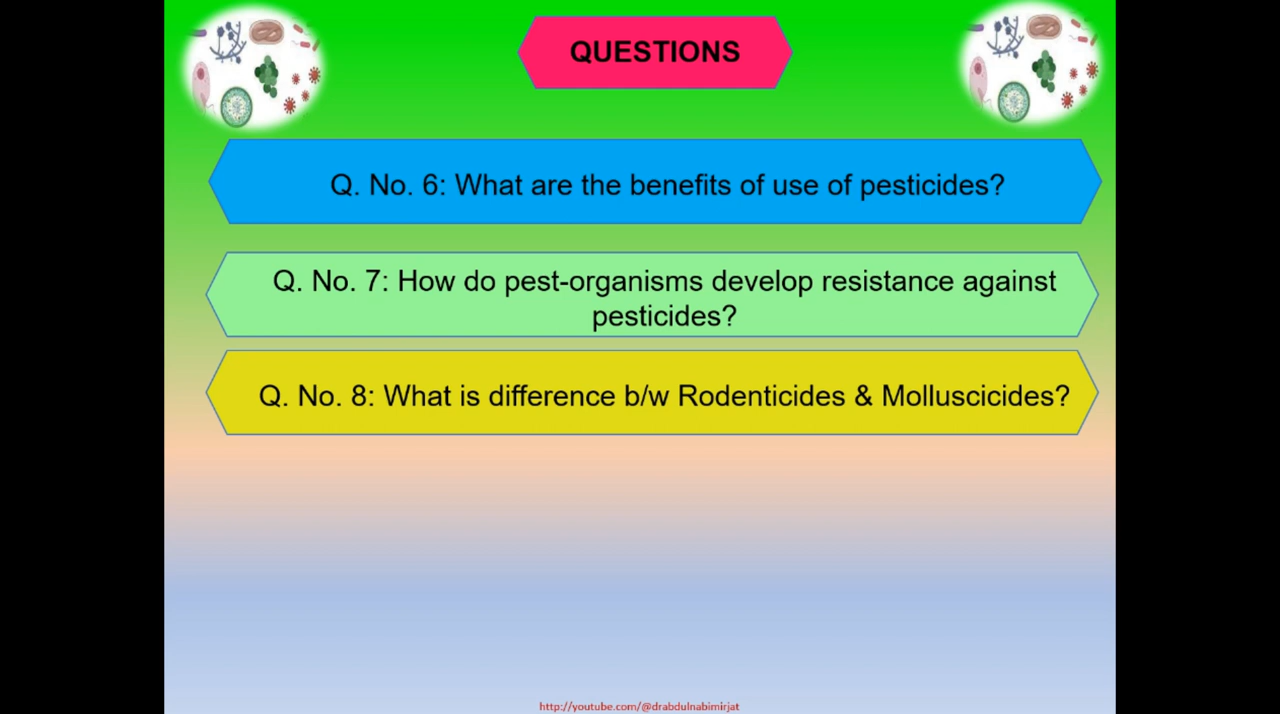 QUESTIONS
Q. No. 6: What are the benefits of use of pesticides?
Q. No. 7: How do pest-organisms develop resistance against
pesticides?
Q. No. 8: What is difference b/w Rodenticides & Molluscicides?
http://youtube.com/@drabdulnabimirjat